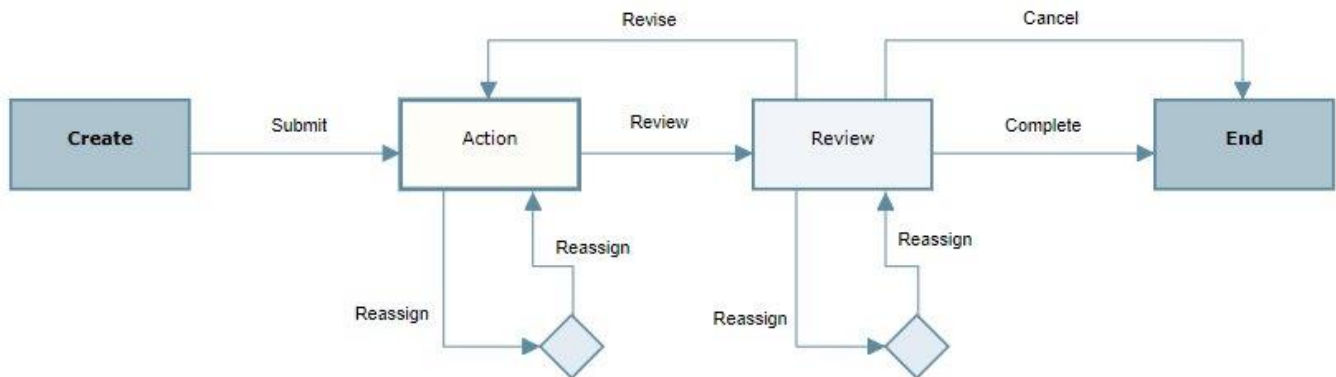 Revise
Cancel
Create
Submit
Action
Review
Review
Complete
End
Reassign
Reassign
Reassign
Reassign